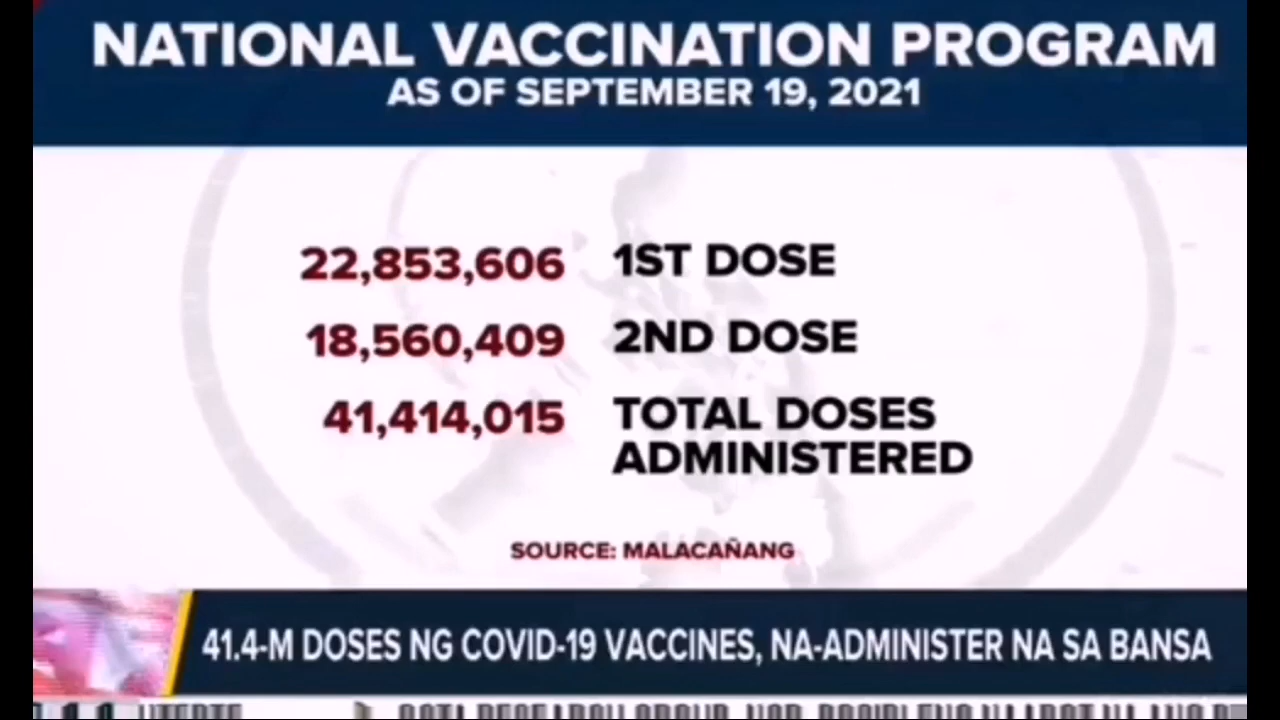 NATIONAL VACCINATION PROGRAM
AS OF SEPTEMBER 19, 2021
22,853,606 1ST DOSE
18,560,409 2ND DOSE
41,414,015 TOTAL DOSES
ADMINISTERED
SOURCE: MALACAÑANG
41.4-M DOSES NG COVID-19 VACCINES, NA-ADMINISTER NA SA BANSA